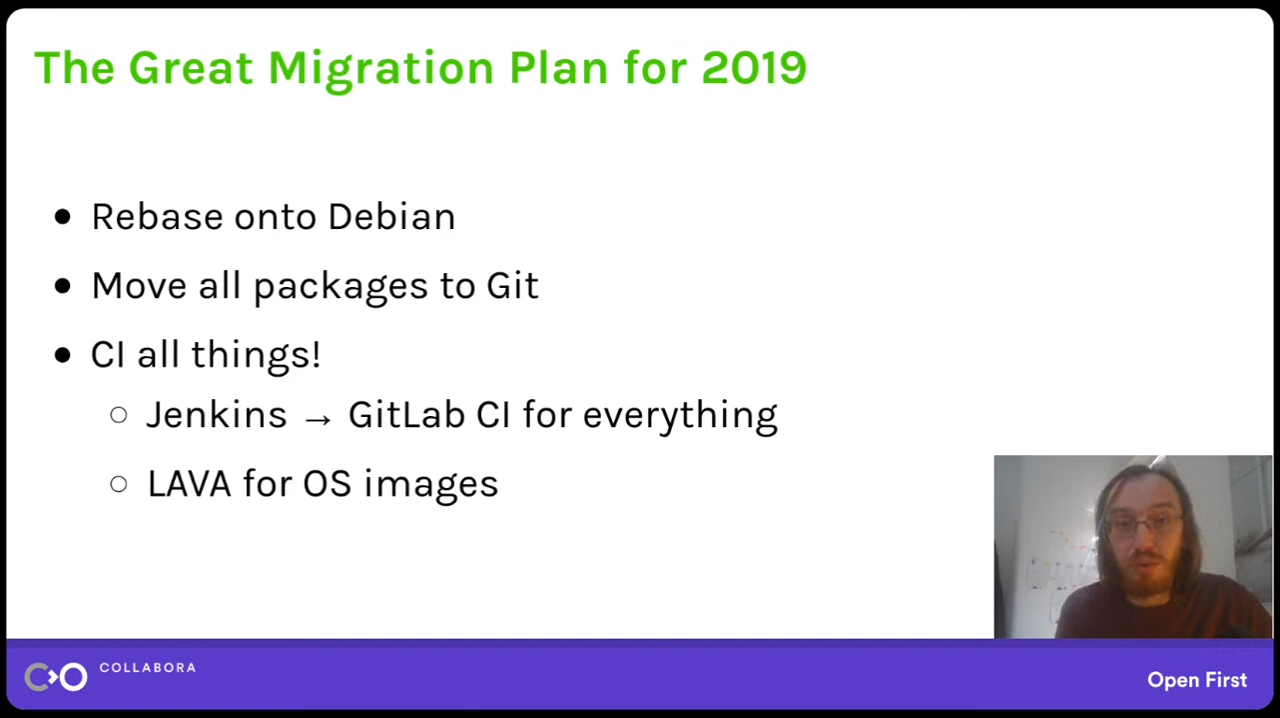 The Great Migration Plan for 2019
Rebase onto Debian
Move all packages to Git
CI all things!
Jenkins → GitLab CI for everything
LAVA for OS images
COLLABORA
Open First